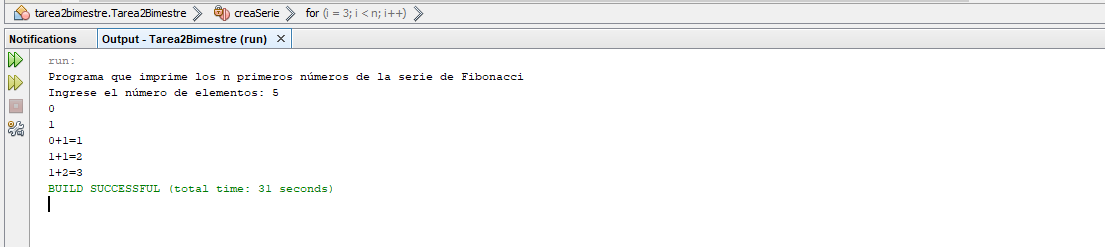 tarea2bimestre.Tarea2Bimestre creaSerie for (i = 3; i < n; i++)
Notifications Output - Tarea2Bimestre (run) ×
run:
Programa que imprime los n primeros números de la serie de Fibonacci
Ingrese el número de elementos: 5
0
1
0+1=1
1+1=2
1+2=3
BUILD SUCCESSFUL (total time: 31 seconds)